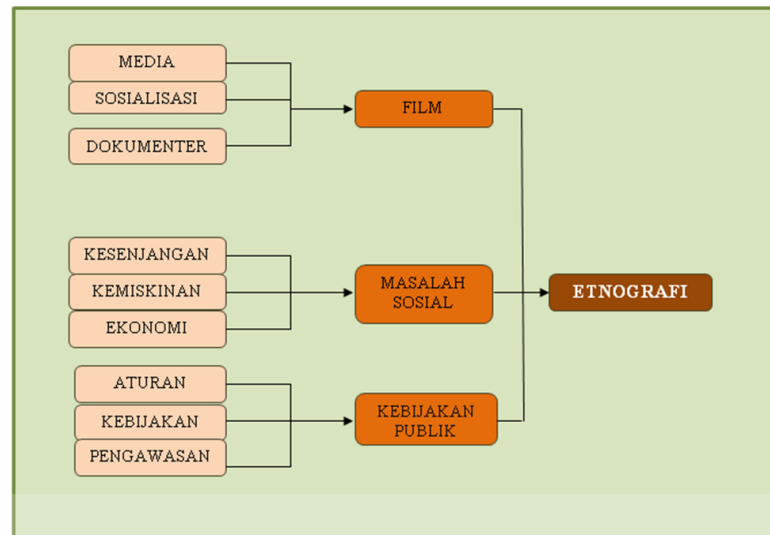 MEDIA
SOSIALISASI
DOKUMENTER
FILM
KESENJANGAN
KEMISKINAN
EKONOMI
MASALAH
SOSIAL
ETNOGRAFI
ATURAN
KEBIJAKAN
PENGAWASAN
KEBIJAKAN
PUBLIK